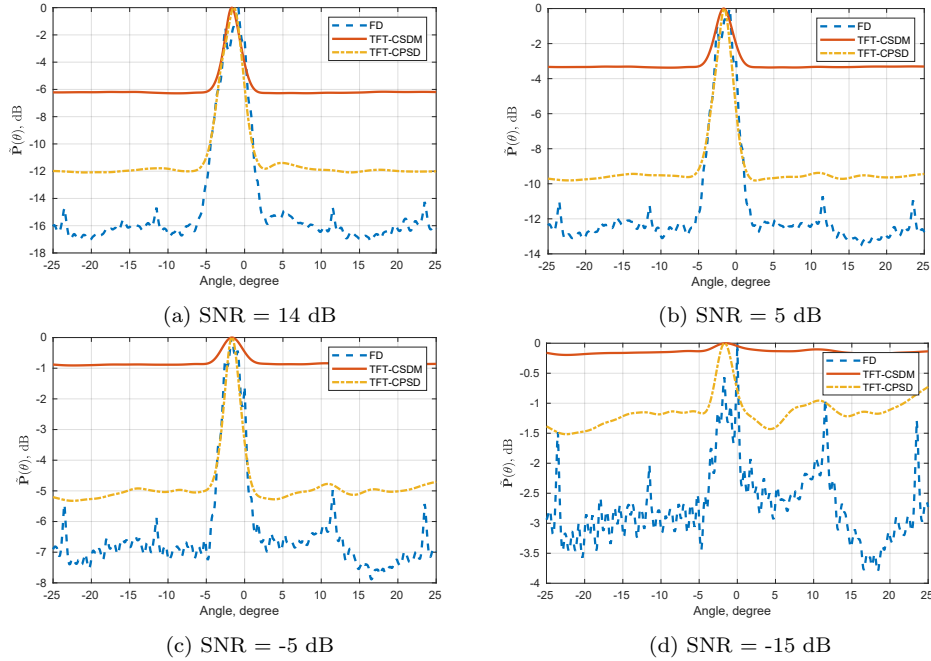 0
-2
-4
-6
-8
-10
-12
-14
-16
-18
P̂(θ), dB
-25 -20 -15 -10 -5 0 5 10 15 20 25
Angle, degree
FD
TFT-CSDM
TFT-CPSD
(a) SNR = 14 dB
0
-2
-4
-6
-8
-10
-12
-14
P̂(θ), dB
-25 -20 -15 -10 -5 0 5 10 15 20 25
Angle, degree
FD
TFT-CSDM
TFT-CPSD
(b) SNR = 5 dB
0
-1
-2
-3
-4
-5
-6
-7
-8
P̂(θ), dB
-25 -20 -15 -10 -5 0 5 10 15 20 25
Angle, degree
FD
TFT-CSDM
TFT-CPSD
(c) SNR = -5 dB
0
-0.5
-1
-1.5
-2
-2.5
-3
-3.5
-4
P̂(θ), dB
-25 -20 -15 -10 -5 0 5 10 15 20 25
Angle, degree
FD
TFT-CSDM
TFT-CPSD
(d) SNR = -15 dB